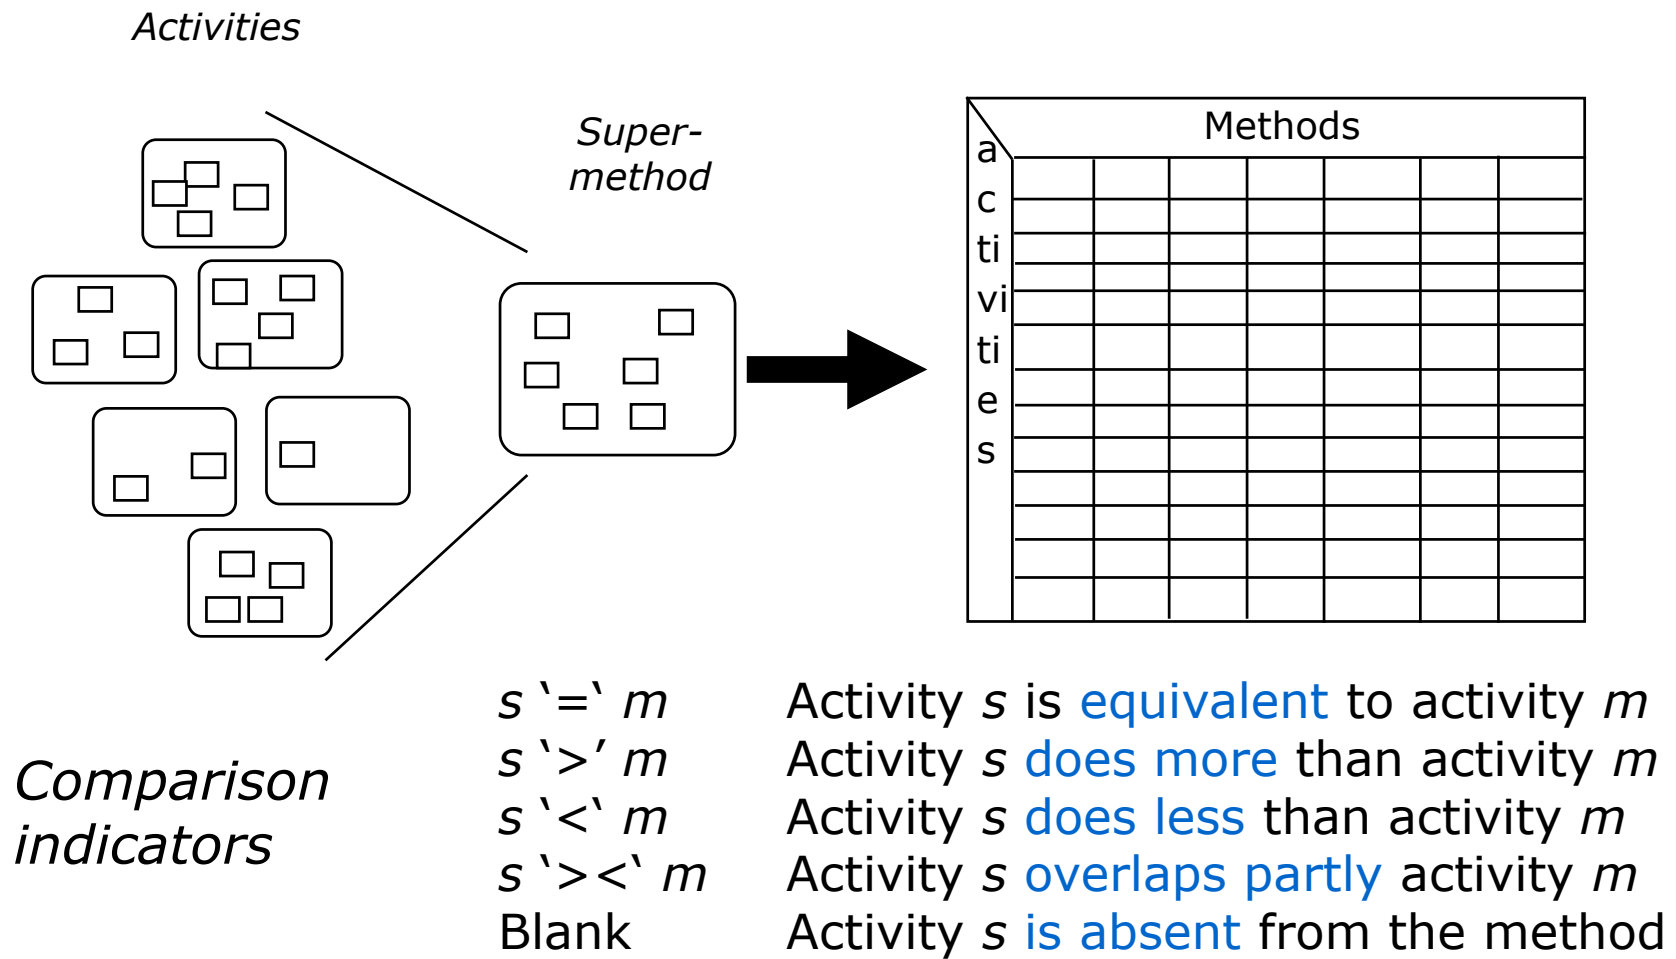 Activities
Super-
method
Methods
a
c
ti
vi
ti
e
s
Comparison
indicators
s ‘=‘ m Activity s is equivalent to activity m
s ‘>’ m Activity s does more than activity m
s ‘<‘ m Activity s does less than activity m
s ‘><‘ m Activity s overlaps partly activity m
Blank Activity s is absent from the method